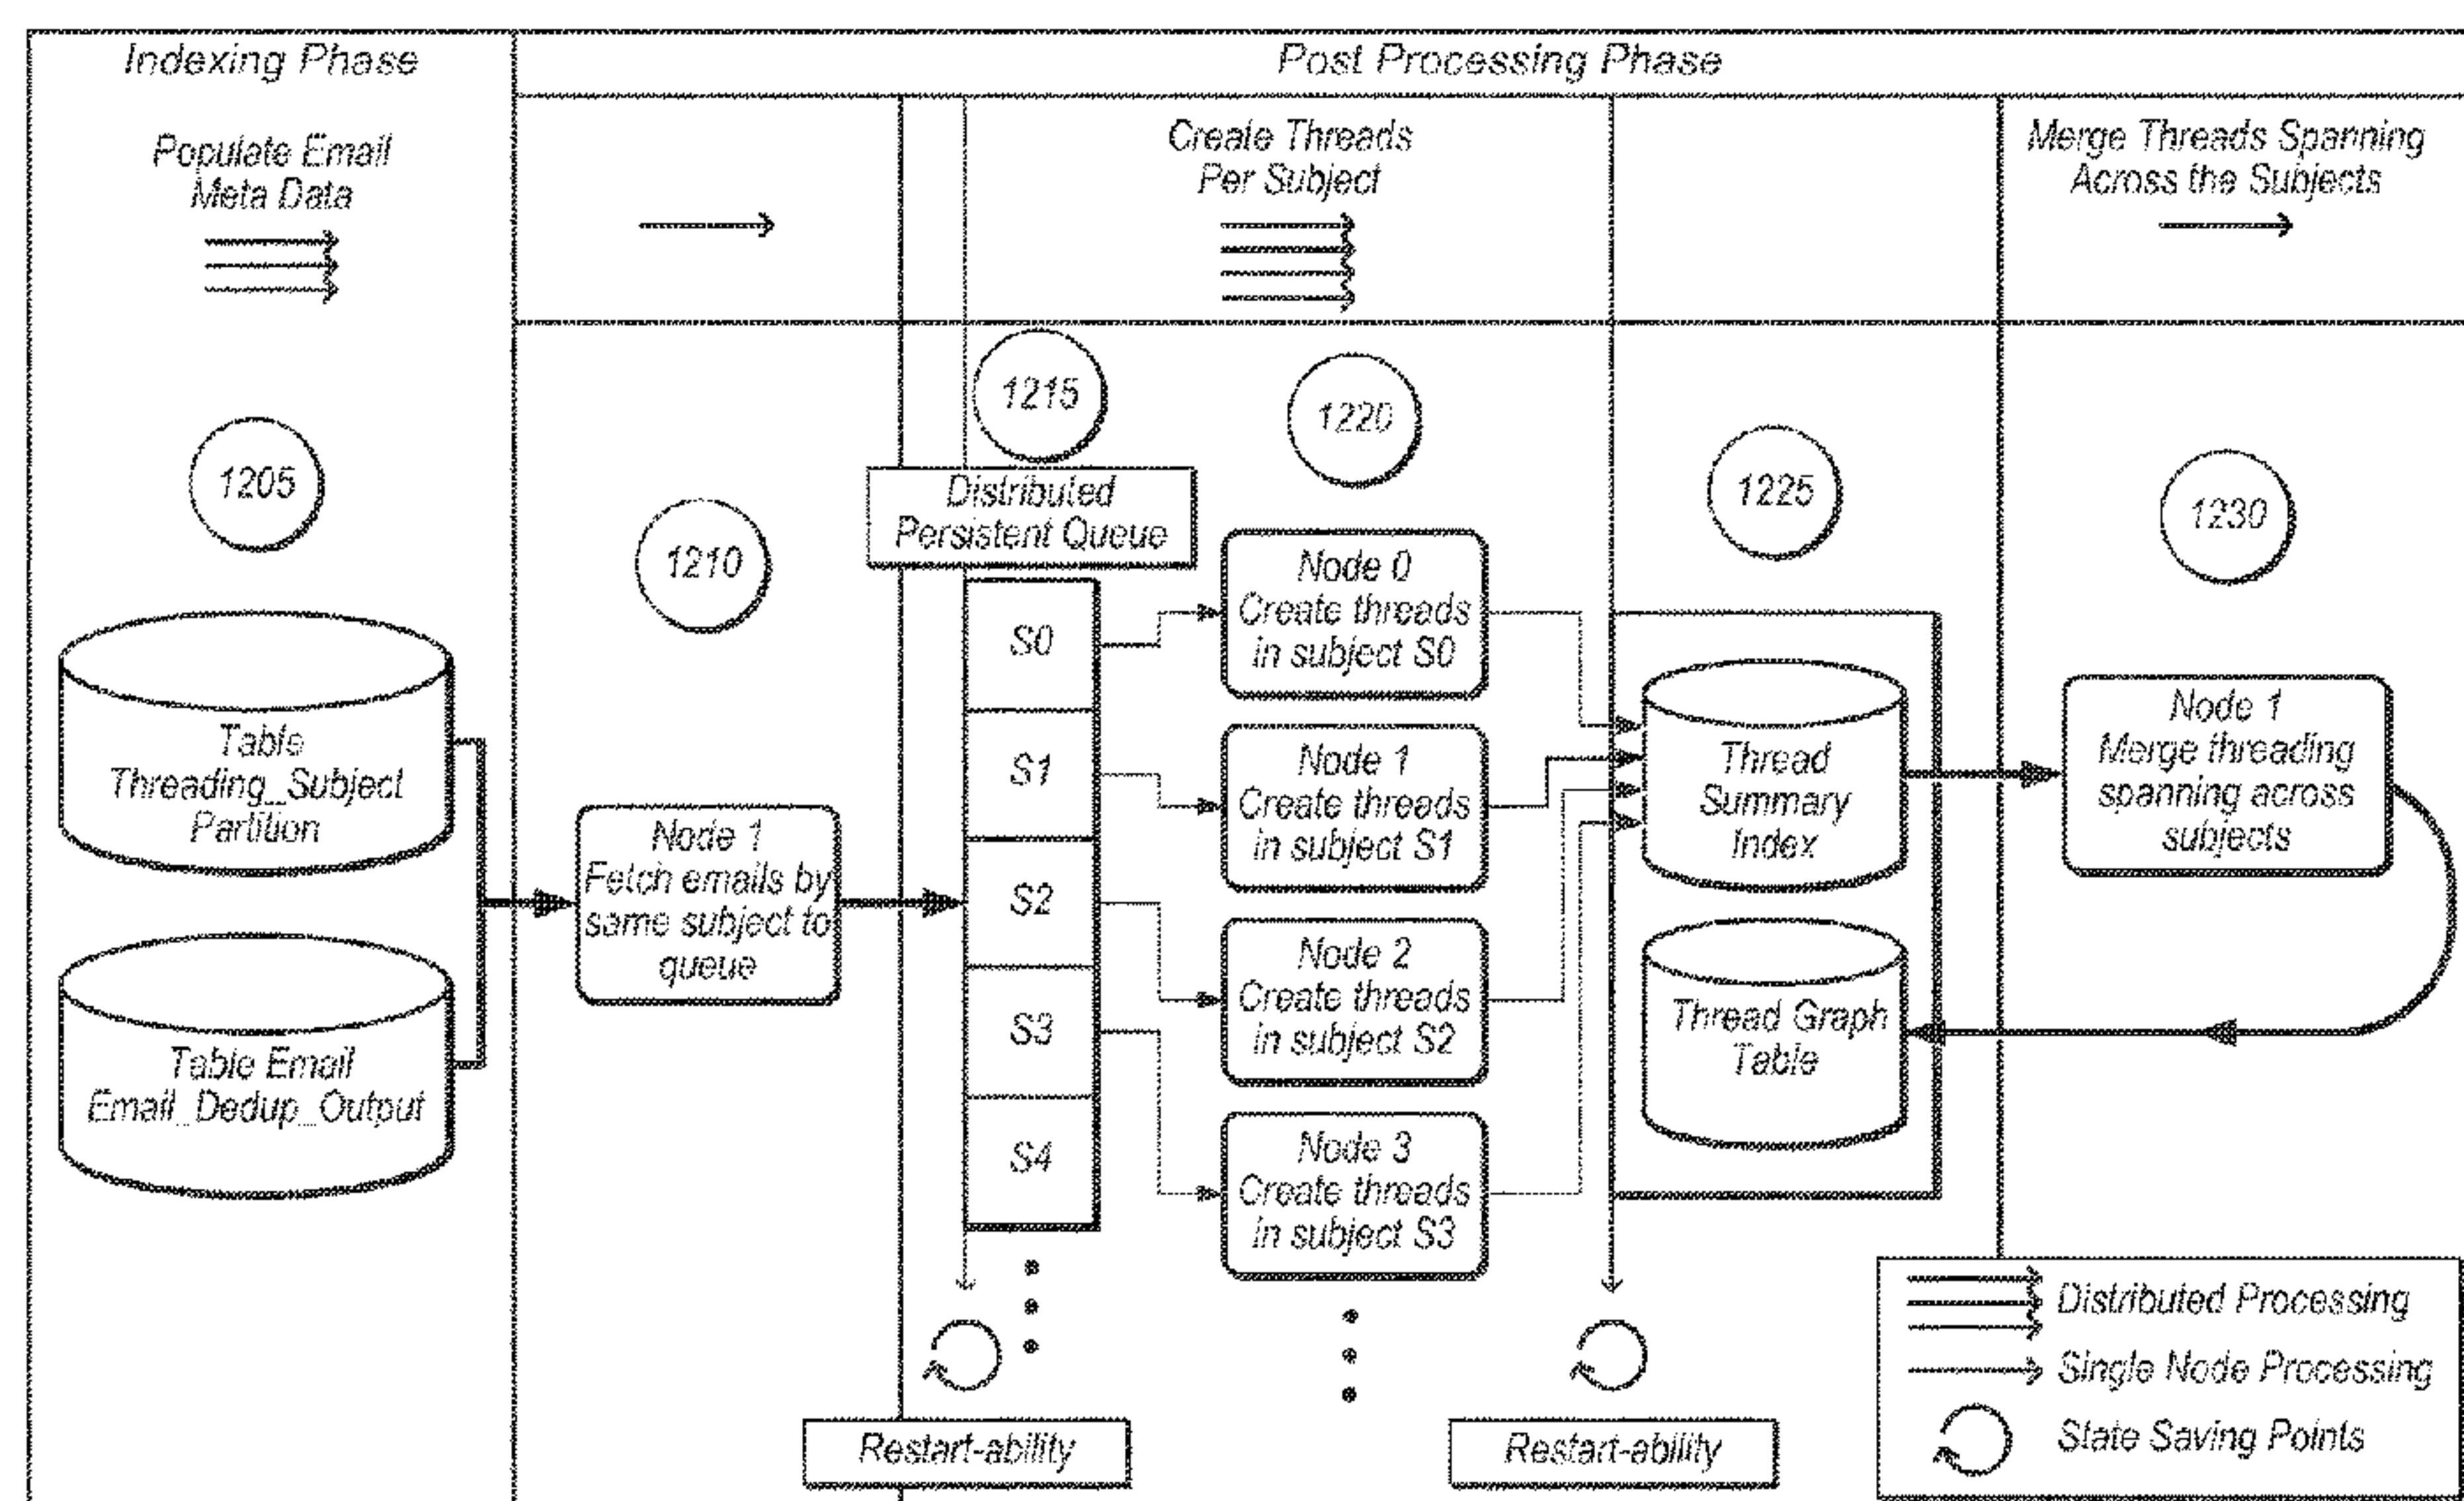 Indexing Phase
Post Processing Phase
Populate Email
Meta Data
Create Threads
Per Subject
Merge Threads Spanning
Across the Subjects
1205
1210
1215
1220
1225
1230
Table
Threading_Subject
Partition
Table Email
Email_Dedup_Output
Node 1
Fetch emails by
same subject to
queue
Distributed
Persistent Queue
S0
S1
S2
S3
S4
Node 0
Create threads
in subject S0
Node 1
Create threads
in subject S1
Node 2
Create threads
in subject S2
Node 3
Create threads
in subject S3
Thread
Summary
Index
Thread Graph
Table
Node 1
Merge threading
spanning across
subjects
Restart-ability
Restart-ability
Distributed Processing
Single Node Processing
State Saving Points